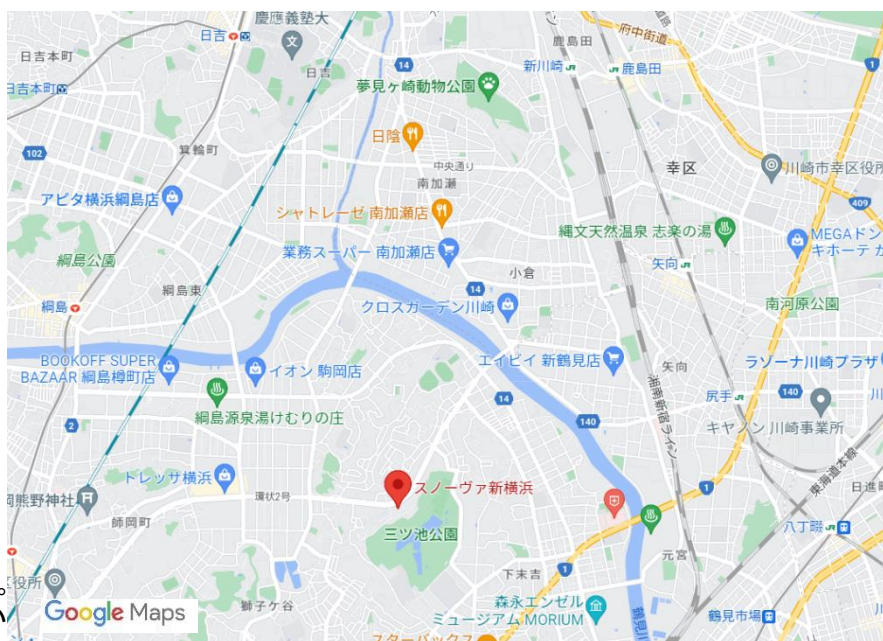 慶應義塾大
日吉本町
日吉
日吉
鹿島田
府中街道
14
新川崎
鹿島田
1
日吉本町
夢見ヶ崎動物公園
日陰
102
箕輪町
中央通り
南加瀬
幸区
川崎市幸区役所
アピタ横浜綱島店
シャトレーゼ 南加瀬店
409
縄文天然温泉 志楽の湯
MEGAドン
キホーテ か
業務スーパー 南加瀬店
綱島公園
小倉
矢向
綱島東
14
綱島
クロスガーデン川崎
南河原公園
BOOKOFF SUPER
BAZAAR 綱島樽町店
イオン 駒岡店
エイビイ 新鶴見店
矢向
ラゾーナ川崎プラザ
綱島源泉湯けむりの庄
14
湘南新宿ライン
尻手
140
川
2
140
キヤノン 川崎事業所
トレッサ横浜
スノーヴァ新横浜
東海道本線
岡熊野神社
環状2号
1
日進町
師岡町
三ツ池公園
八丁畷
区役所
下末吉
元宮
1
獅子ケ谷
森永エンゼル
ミュージアム MORIUM
鶴見川
鶴見市場
Google Maps
スターバックス